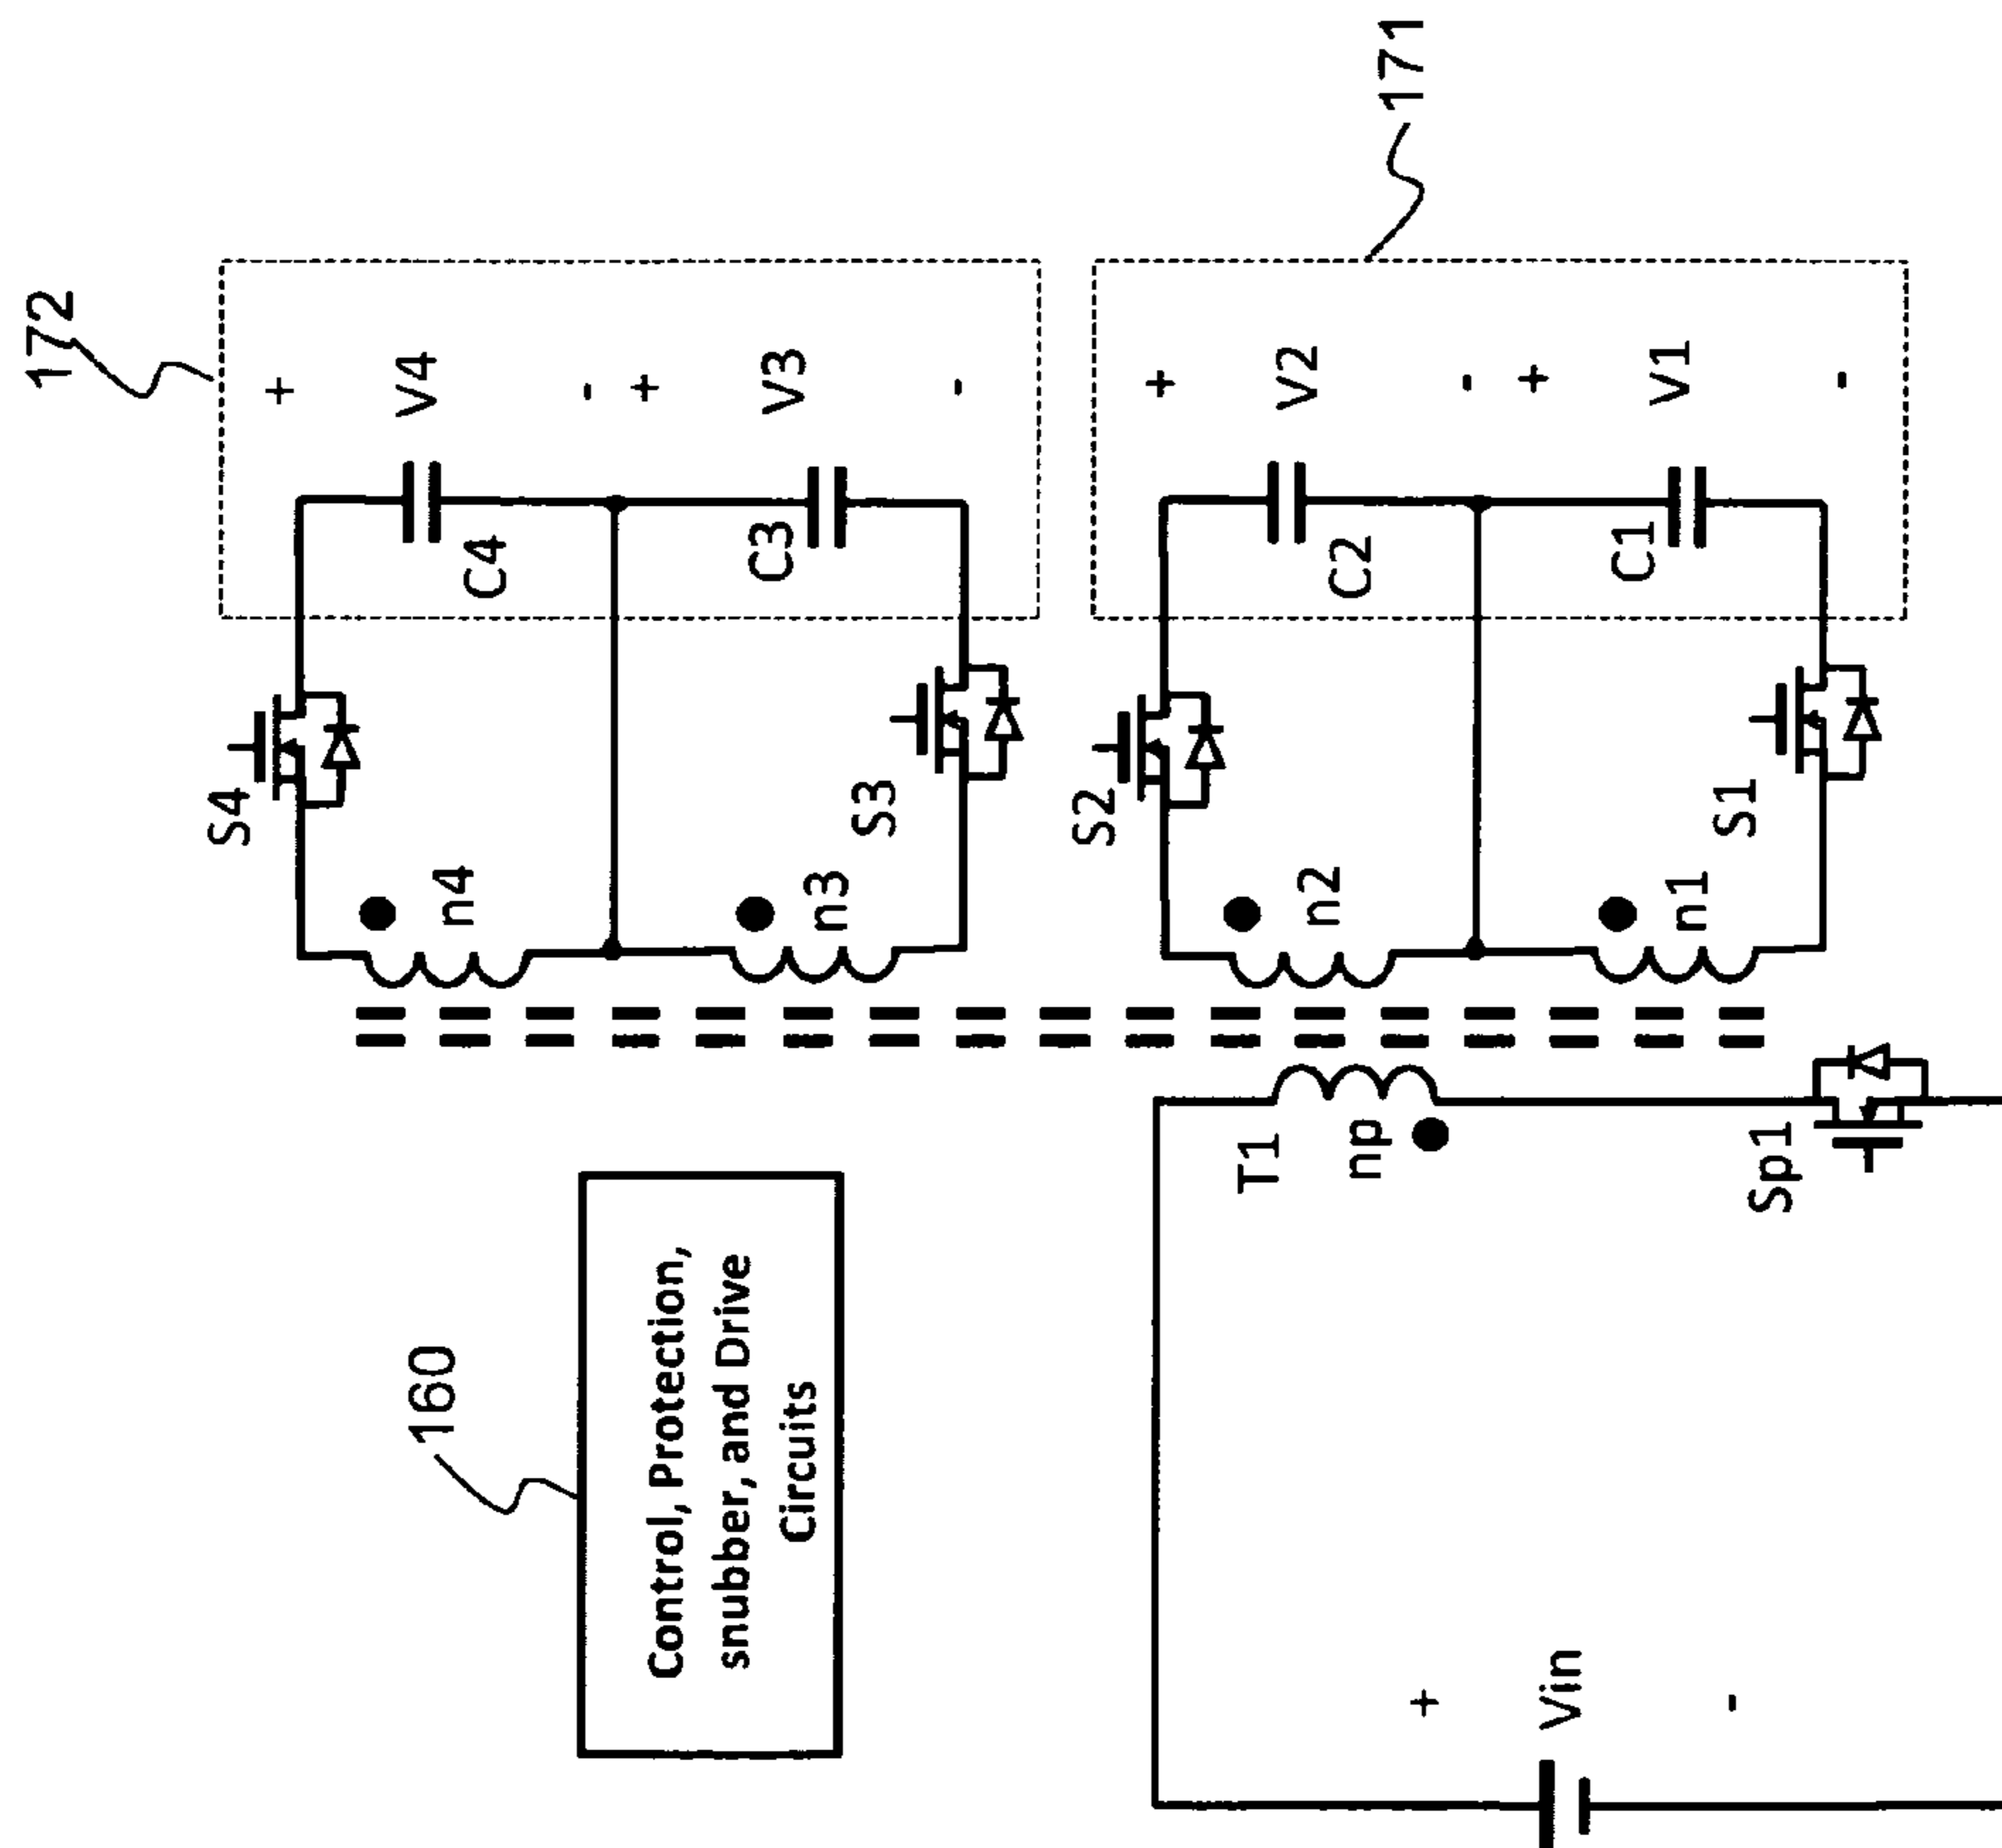 172
171
+
V4
-
+
V3
-
+
V2
-
+
V1
-
C4
C3
C2
C1
S4
S3
S2
S1
n4
n3
n2
n1
T1
np
Sp1
160
Control, Protection,
snubber, and Drive
Circuits
+
Vin
-